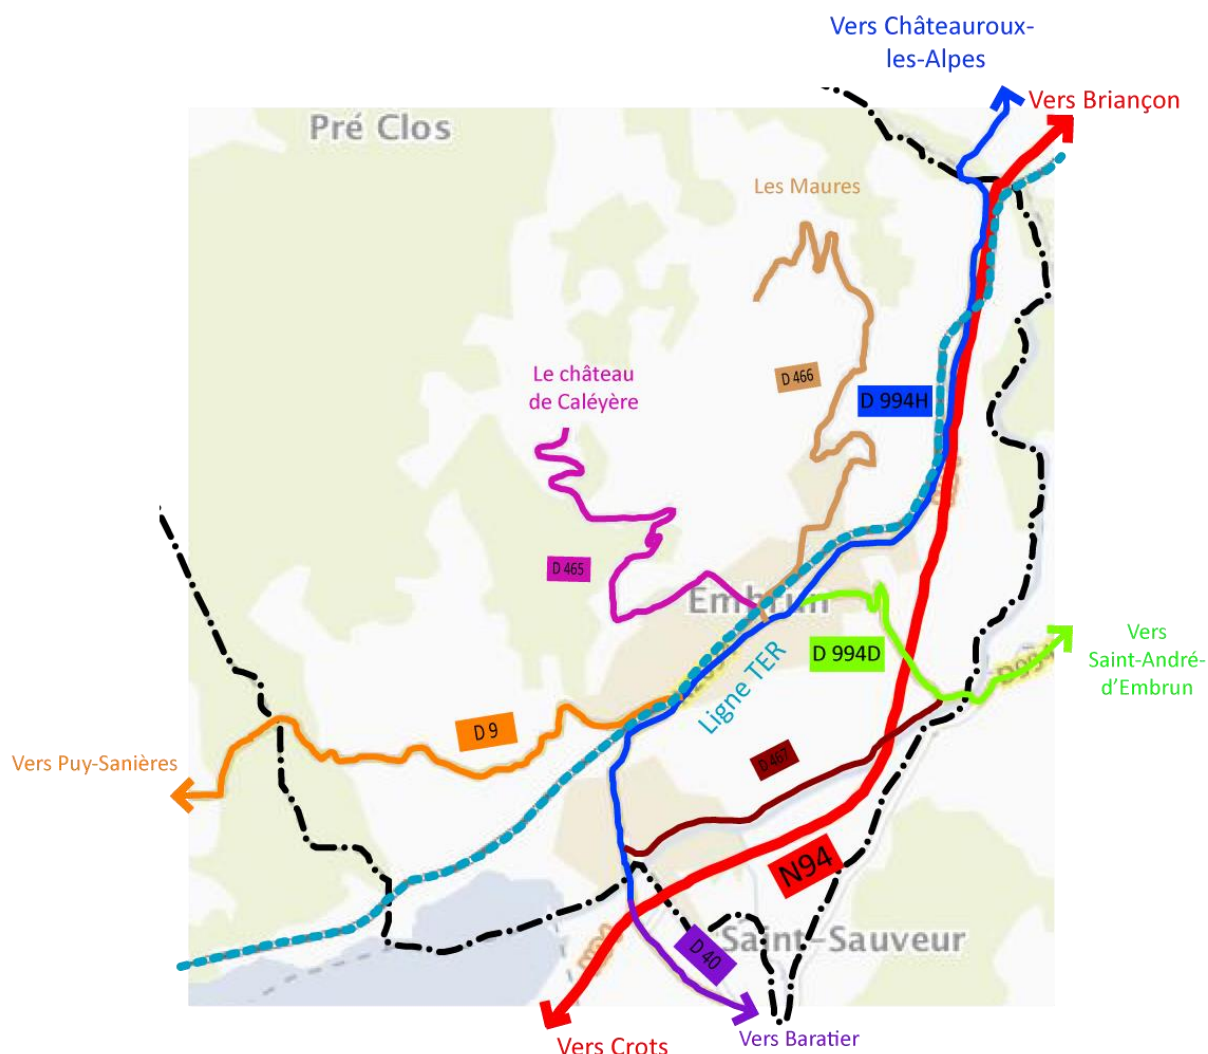 Vers Châteauroux-
les-Alpes
Vers Briançon
Pré Clos
Les Maures
D 466
Le château
de Caléyère
D 994H
D 465
Embrun
D 994D
Vers
Saint-André-
d'Embrun
Ligne TER
D 9
Vers Puy-Sanières
D 467
N94
Saint-Sauveur
D 40
Vers Baratier
Vers Crots